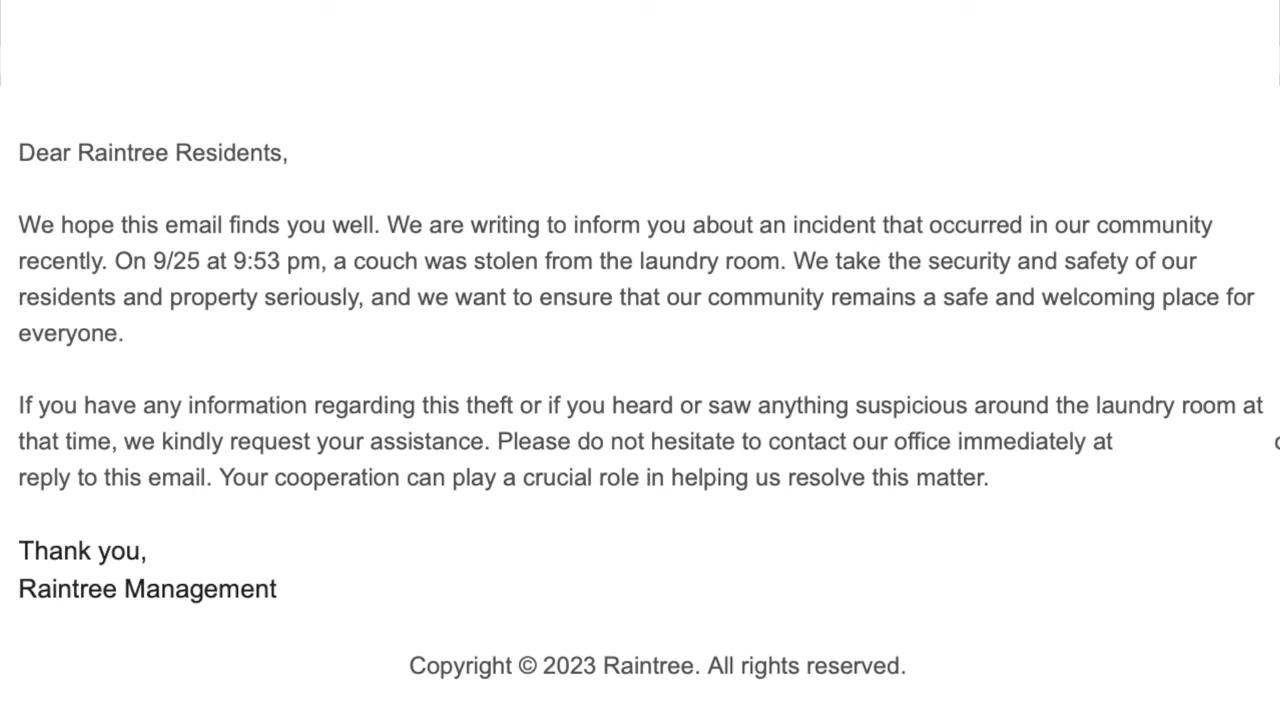 Dear Raintree Residents,
We hope this email finds you well. We are writing to inform you about an incident that occurred in our community
recently. On 9/25 at 9:53 pm, a couch was stolen from the laundry room. We take the security and safety of our
residents and property seriously, and we want to ensure that our community remains a safe and welcoming place for
everyone.
If you have any information regarding this theft or if you heard or saw anything suspicious around the laundry room at
that time, we kindly request your assistance. Please do not hesitate to contact our office immediately at
reply to this email. Your cooperation can play a crucial role in helping us resolve this matter.
Thank you,
Raintree Management
Copyright © 2023 Raintree. All rights reserved.